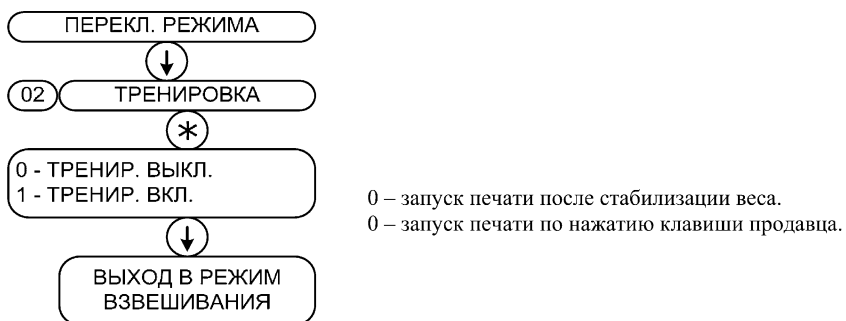 ПЕРЕКЛ. РЕЖИМА
02 ТРЕНИРОВКА
0 - ТРЕНИР. ВЫКЛ.
1 - ТРЕНИР. ВКЛ.
0 – запуск печати после стабилизации веса.
0 – запуск печати по нажатию клавиши продавца.
ВЫХОД В РЕЖИМ
ВЗВЕШИВАНИЯ